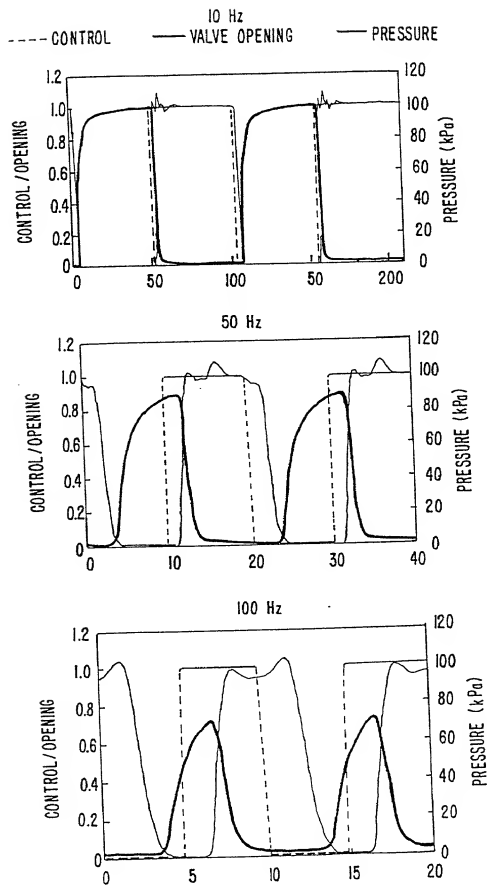 10 Hz
CONTROL VALVE OPENING PRESSURE
1.2 120
1.0 100
0.8 80
0.6 60
0.4 40
0.2 20
0 0
CONTROL/OPENING
PRESSURE (kPa)
0 50 100 50 200
50 Hz
1.2 120
1.0 100
0.8 80
0.6 60
0.4 40
0.2 20
0 0
CONTROL/OPENING
PRESSURE (kPa)
0 10 20 30 40
100 Hz
1.2 120
1.0 100
0.8 80
0.6 60
0.4 40
0.2 20
0 0
CONTROL/OPENING
PRESSURE (kPa)
0 5 10 15 20